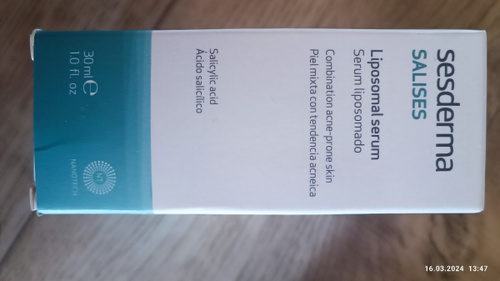 sesderma
SALISES
Liposomal serum
Serum liposomado
Combination acne-prone skin
Piel mixta con tendencia acneica
Salicylic acid
Ácido salicílico
30 ml ℮
1.0 fl. oz
NANOTECH
16.03.2024 13:47